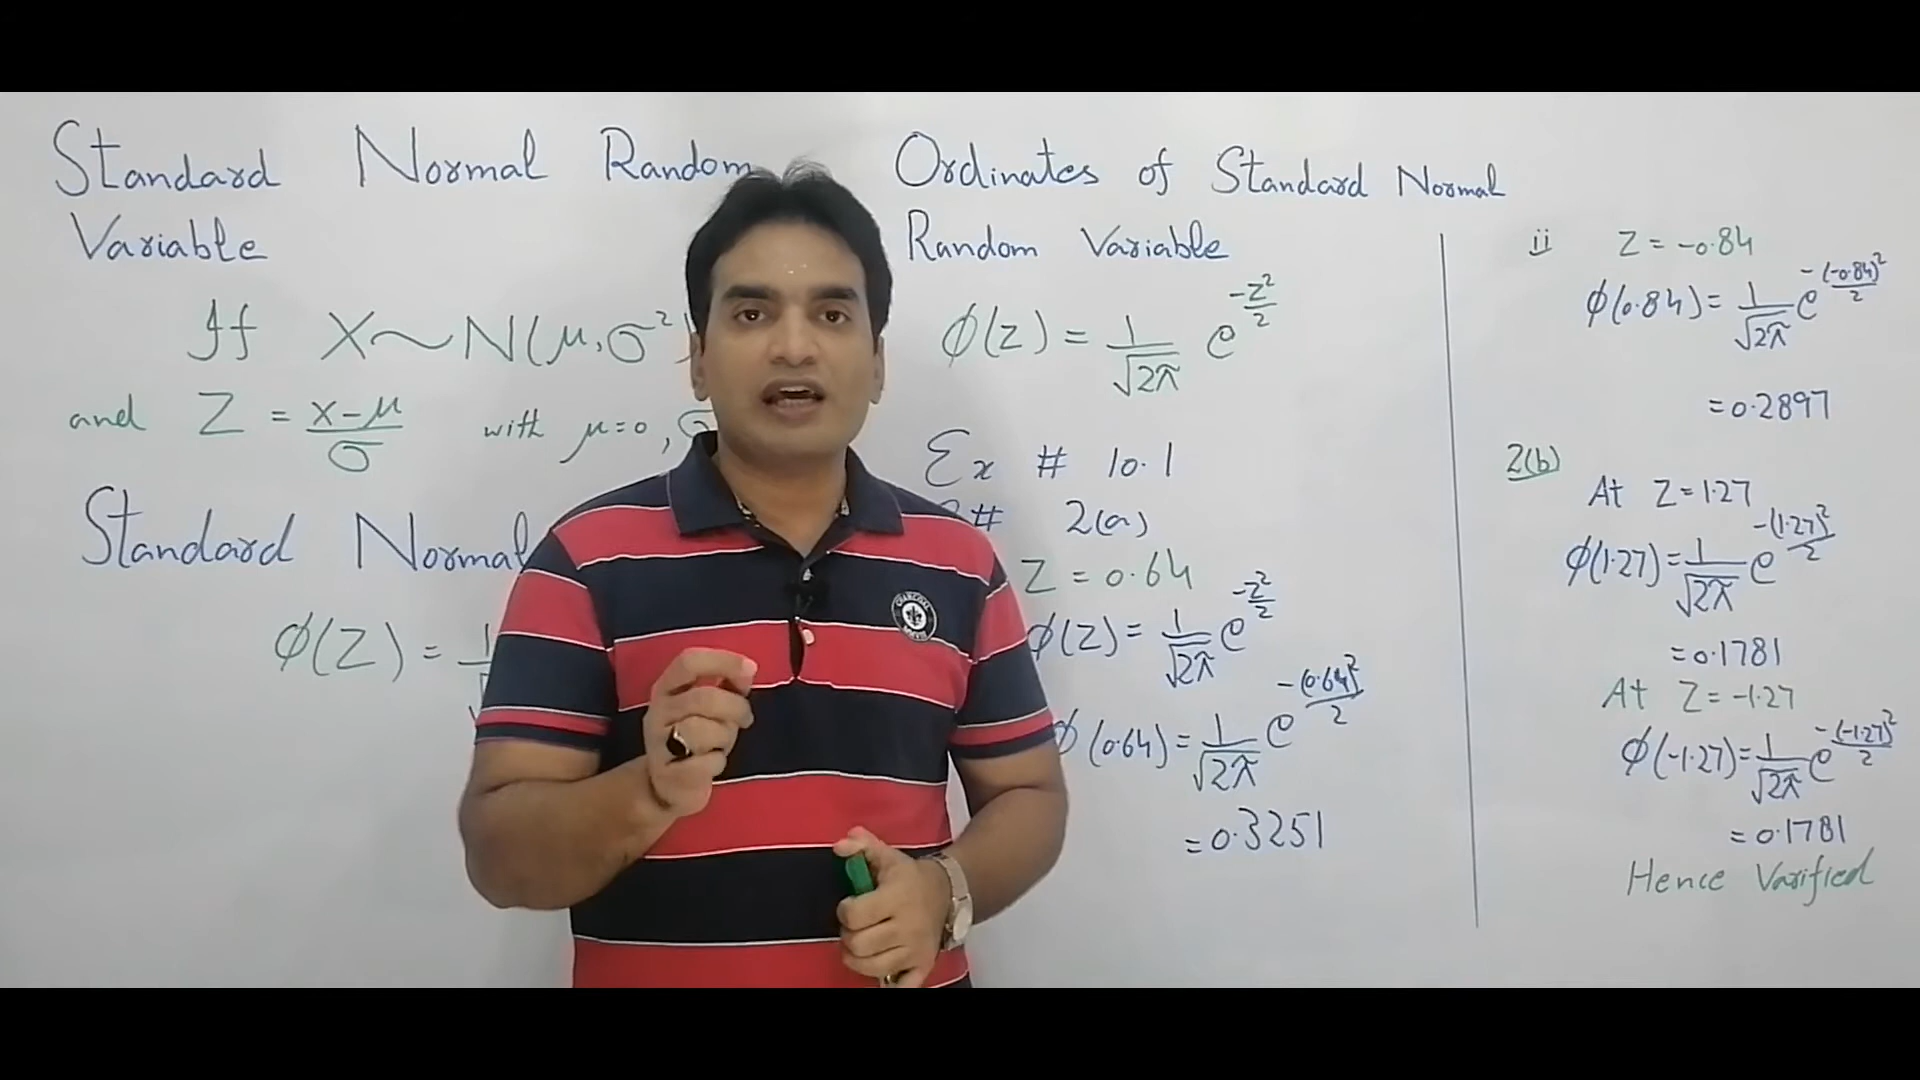 Standard Normal Random
Variable
If X~N(μ,σ²)
and Z = x-μ/σ with μ=0, σ
Standard Normal
φ(Z) = 1/√
Ordinates of Standard Normal
Random Variable
φ(z) = 1/√2π e^-z²/2
Ex # 10.1
# 2(a)
Z = 0.64
φ(z) = 1/√2π e^-z²/2
φ(0.64) = 1/√2π e^-(0.64)²/2
=0.3251
ii Z = -0.84
φ(0.84) = 1/√2π e^-(-0.84)²/2
=0.2897
2(b)
At Z=1.27
φ(1.27)=1/√2π e^-(1.27)²/2
=0.1781
At Z=-1.27
φ(-1.27)=1/√2π e^-(-1.27)²/2
=0.1781
Hence Varified